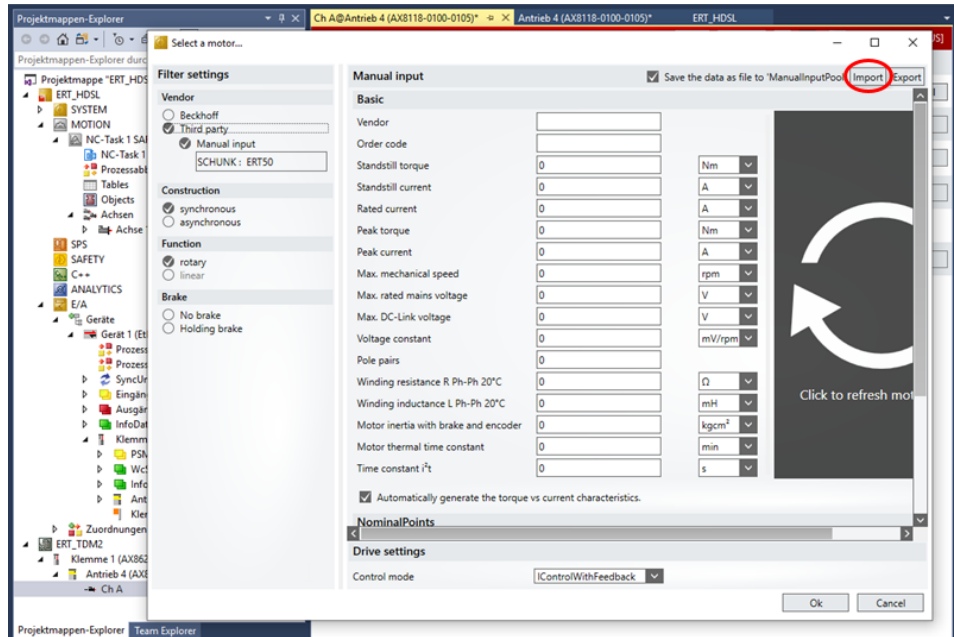 Projektmappen-Explorer
Ch A@Antrieb 4 (AX8118-0100-0105)*
Antrieb 4 (AX8118-0100-0105)*
ERT_HDSL
Projektmappen-Explorer durc
Projektmappe "ERT_HDS
ERT_HDSL
SYSTEM
MOTION
NC-Task 1 SAF
NC-Task 1
Prozessabb
Tables
Objects
Achsen
Achse
SPS
SAFETY
C++
ANALYTICS
E/A
Geräte
Gerät 1 (Et
Prozess
Prozess
SyncUr
Eingän
Ausgär
InfoDat
Klemm
PSM
WcS
Info
Ant
Kler
Zuordnungen
ERT_TDM2
Klemme 1 (AX862
Antrieb 4 (AX8
Ch A
Projektmappen-Explorer
Team Explorer
Select a motor...
Filter settings
Vendor
Beckhoff
Third party
Manual input
SCHUNK : ERT50
Construction
synchronous
asynchronous
Function
rotary
linear
Brake
No brake
Holding brake
Manual input
Save the data as file to 'ManualInputPool
Import
Export
Basic
Vendor
Order code
Standstill torque 0 Nm
Standstill current 0 A
Rated current 0 A
Peak torque 0 Nm
Peak current 0 A
Max. mechanical speed 0 rpm
Max. rated mains voltage 0 V
Max. DC-Link voltage 0 V
Voltage constant 0 mV/rpm
Pole pairs 0
Winding resistance R Ph-Ph 20°C 0 Ω
Winding inductance L Ph-Ph 20°C 0 mH
Motor inertia with brake and encoder 0 kgcm²
Motor thermal time constant 0 min
Time constant i²t 0 s
Click to refresh mot
Automatically generate the torque vs current characteristics.
NominalPoints
Drive settings
Control mode IControlWithFeedback
Ok
Cancel